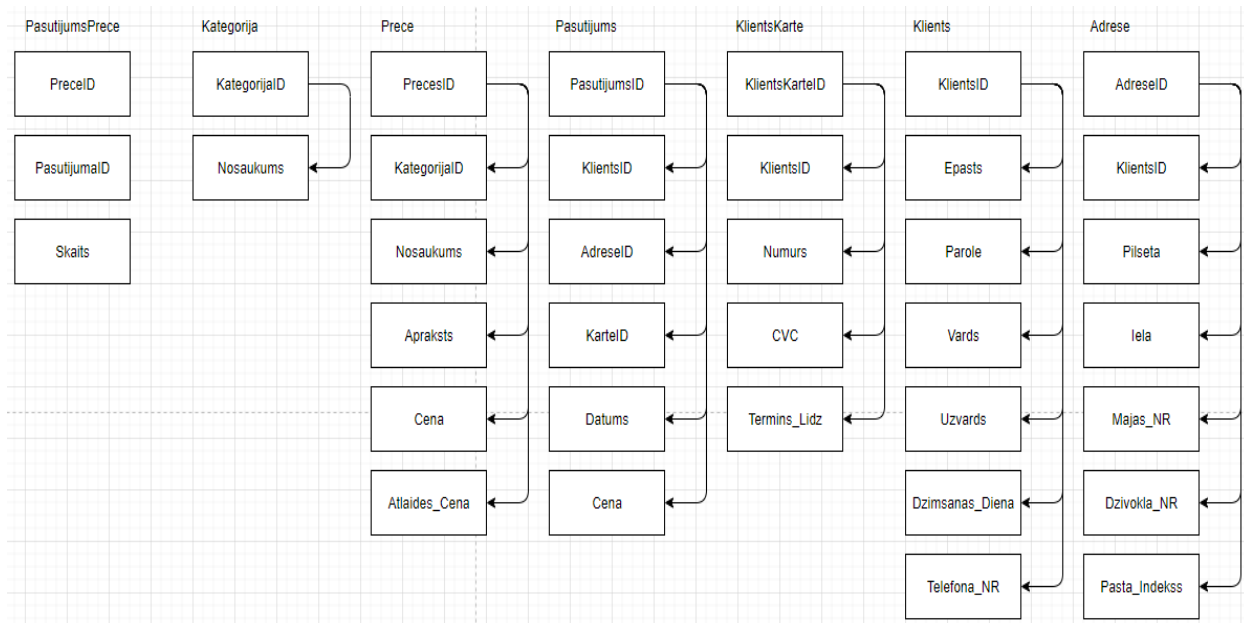 PasutijumsPrece
PreceID
PasutijumaID
Skaits
Kategorija
KategorijaID
Nosaukums
Prece
PrecesID
KategorijaID
Nosaukums
Apraksts
Cena
Atlaides_Cena
Pasutijums
PasutijumsID
KlientsID
AdreseID
KarteID
Datums
Cena
KlientsKarte
KlientsKarteID
KlientsID
Numurs
CVC
Termins_Lidz
Klients
KlientsID
Epasts
Parole
Vards
Uzvards
Dzimsanas_Diena
Telefona_NR
Adrese
AdreseID
KlientsID
Pilseta
Iela
Majas_NR
Dzivokla_NR
Pasta_Indekss